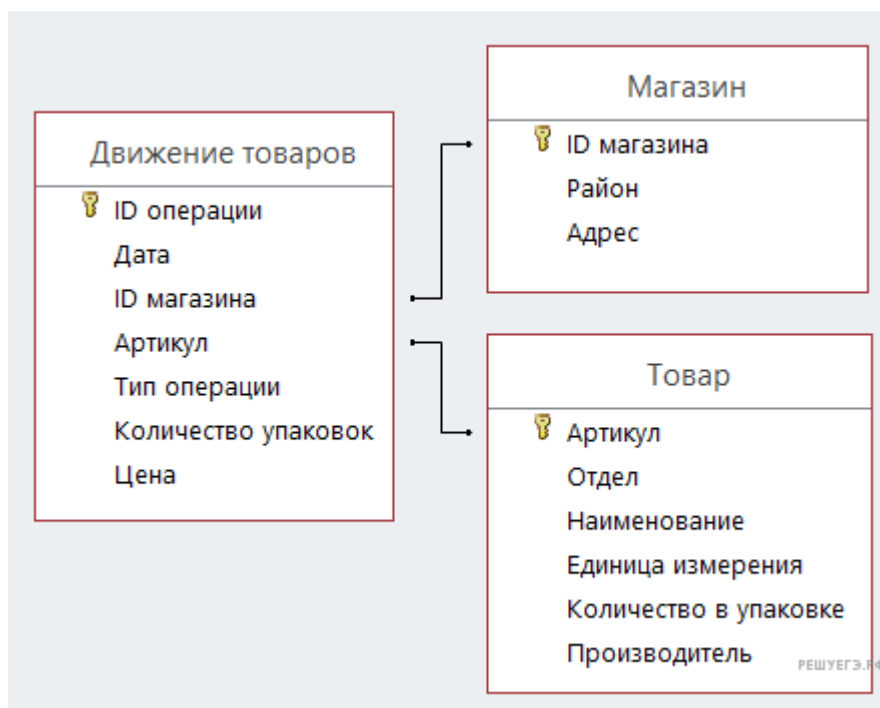 Движение товаров
ID операции
Дата
ID магазина
Артикул
Тип операции
Количество упаковок
Цена
Магазин
ID магазина
Район
Адрес
Товар
Артикул
Отдел
Наименование
Единица измерения
Количество в упаковке
Производитель